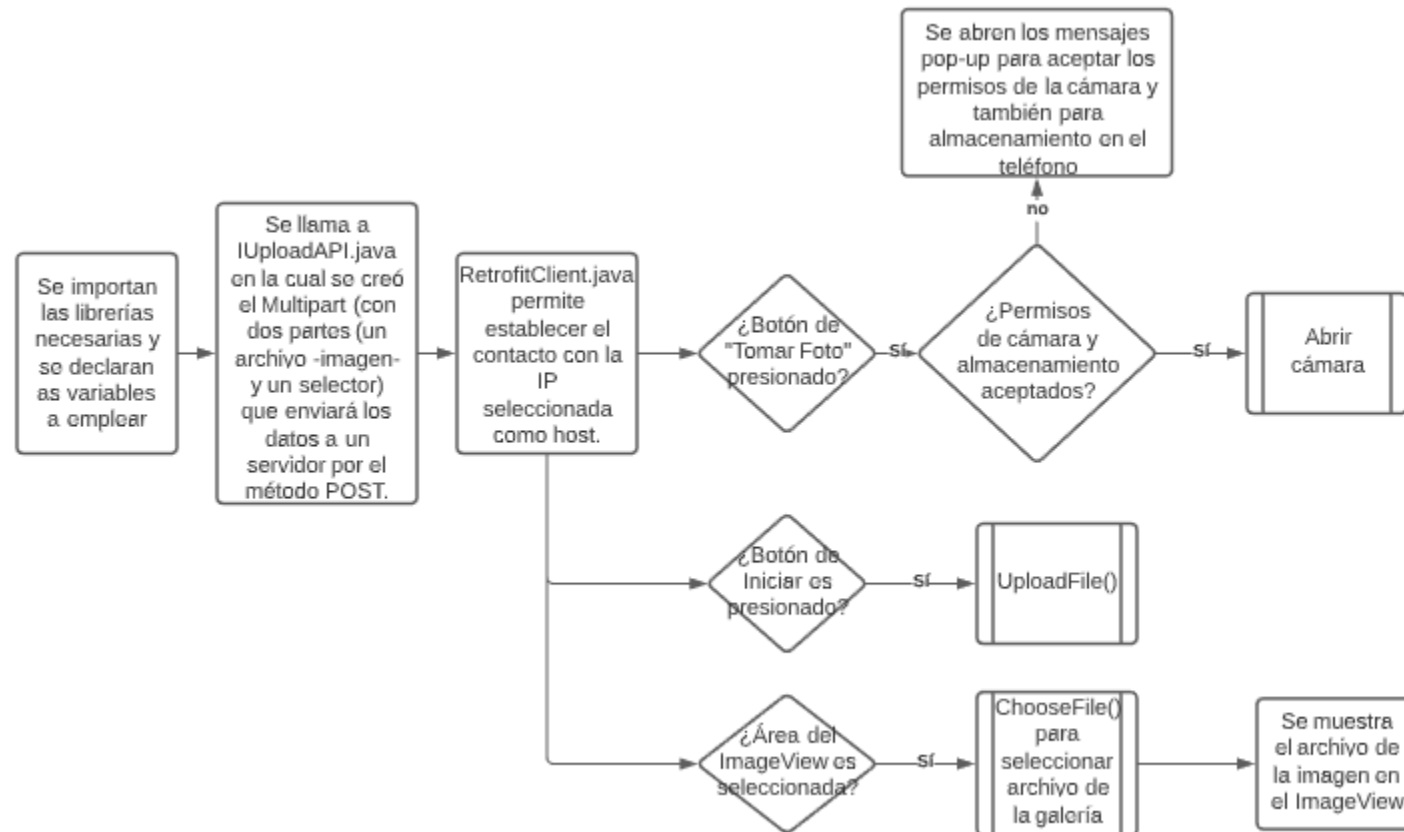 Se abren los mensajes
pop-up para aceptar los
permisos de la cámara y
también para
almacenamiento en el
teléfono
no
Se importan
las librerías
necesarias y
se declaran
as variables
a emplear
Se llama a
IUploadAPI.java
en la cual se creó
el Multipart (con
dos partes (un
archivo -imagen-
y un selector)
que enviará los
datos a un
servidor por el
método POST.
RetrofitClient.java
permite
establecer el
contacto con la
IP
seleccionada
como host.
¿Botón de
"Tomar Foto"
presionado?
Sí
¿Permisos
de cámara y
almacenamiento
aceptados?
Sí
Abrir
cámara
¿Botón de
Iniciar es
presionado?
Sí
UploadFile()
¿Área del
ImageView es
seleccionada?
Sí
ChooseFile()
para
seleccionar
archivo de
la galería
Se muestra
el archivo de
la imagen en
el ImageView